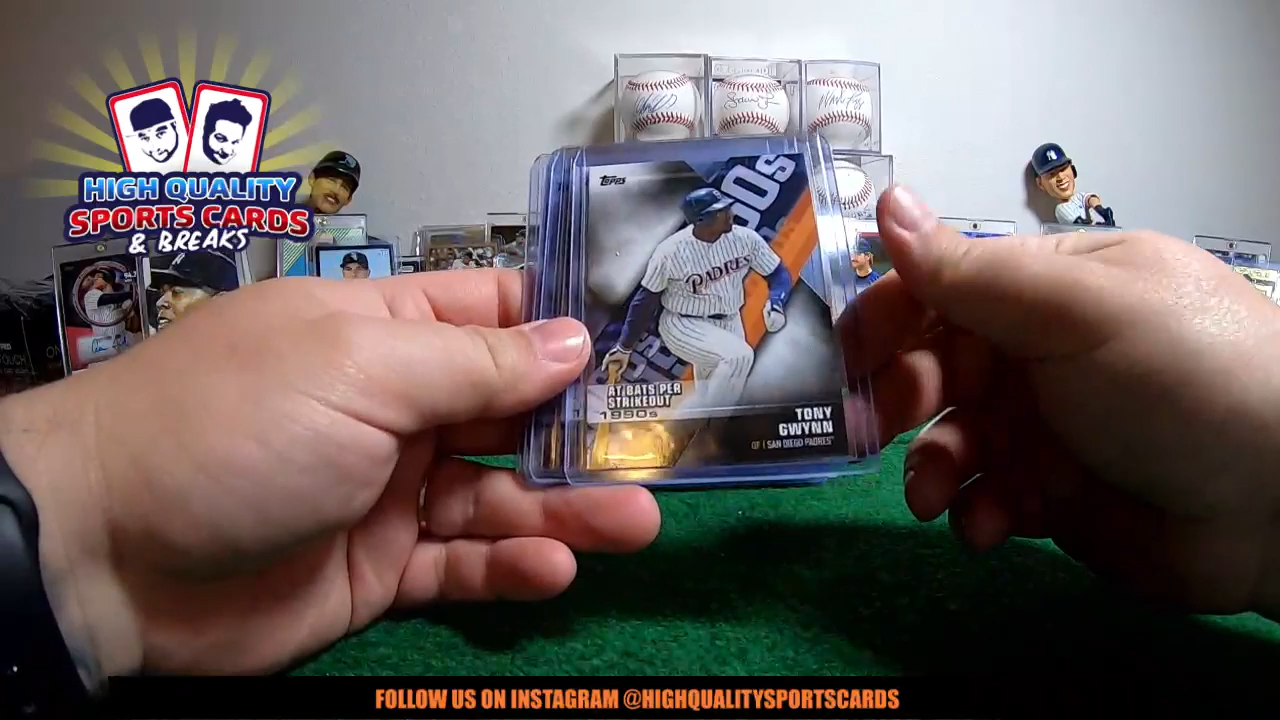 HIGH QUALITY
SPORTS CARDS
& BREAKS
Topps
90s
PADRES
AT BATS PER
STRIKEOUT
1990s
TONY
GWYNN
OF | SAN DIEGO PADRES™
FOLLOW US ON INSTAGRAM @HIGHQUALITYSPORTSCARDS